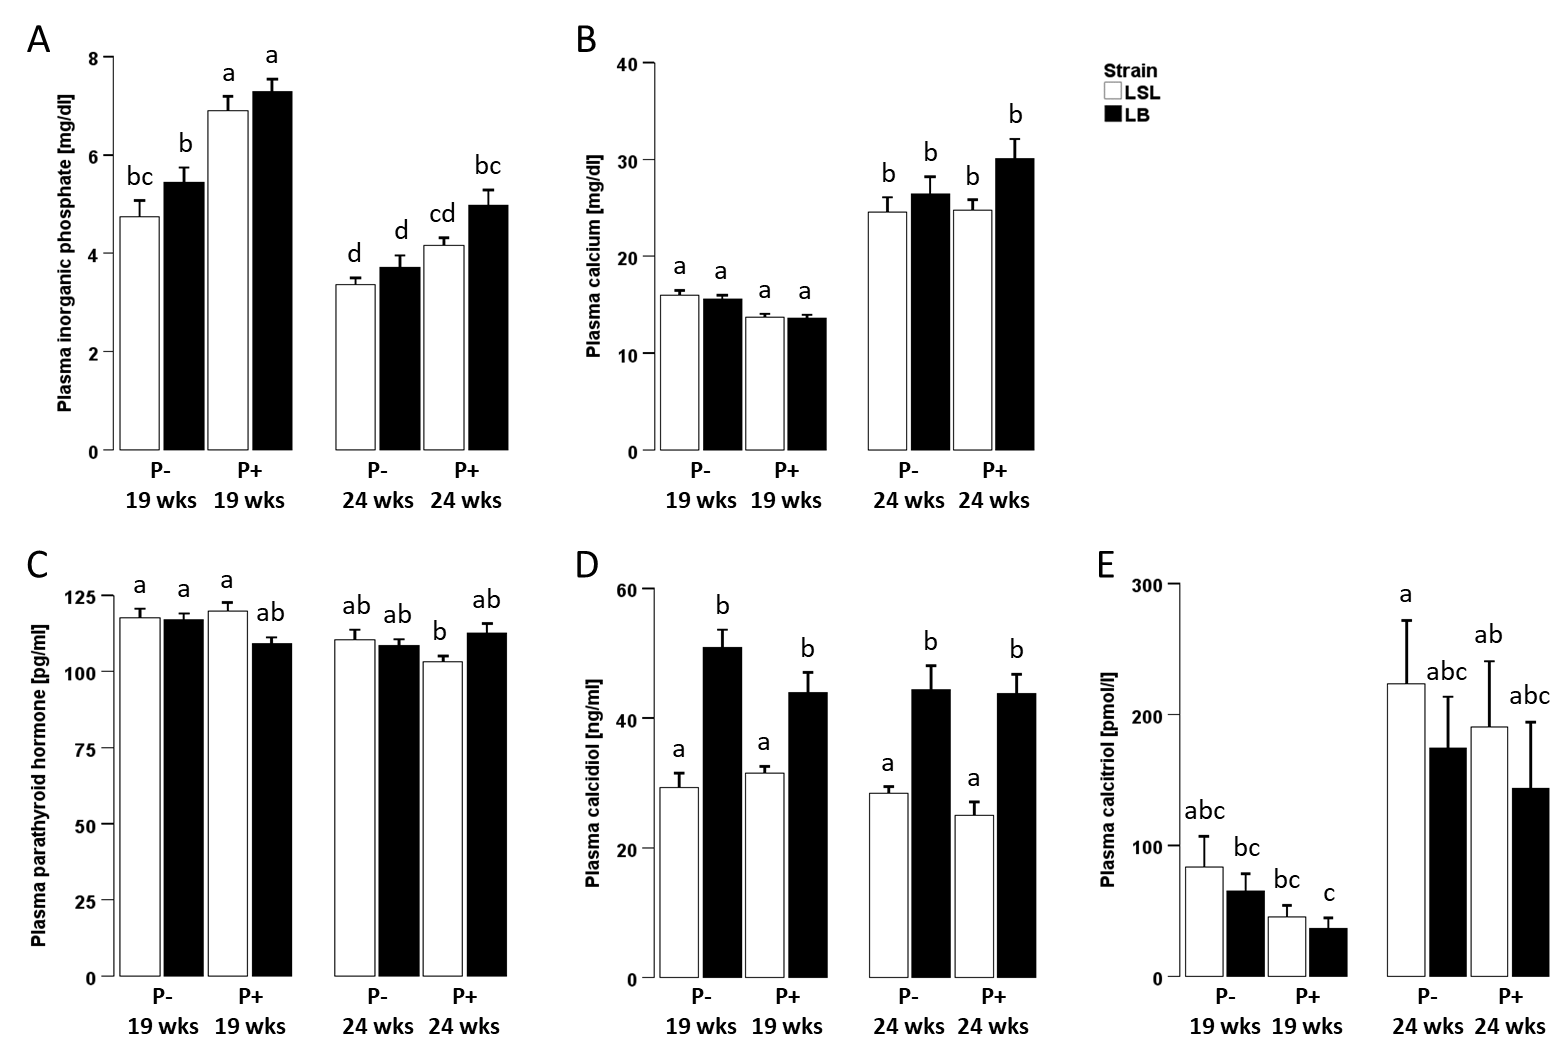 A
Plasma inorganic phosphate [mg/dl]
8
6
4
2
0
bc
b
a
a
d
d
cd
bc
P- P+ P- P+
19 wks 19 wks 24 wks 24 wks
B
Plasma calcium [mg/dl]
40
30
20
10
0
a
a
a
a
b
b
b
b
P- P+ P- P+
19 wks 19 wks 24 wks 24 wks
Strain
LSL
LB
C
Plasma parathyroid hormone [pg/ml]
125
100
75
50
25
0
a
a
a
ab
ab
ab
b
ab
P- P+ P- P+
19 wks 19 wks 24 wks 24 wks
D
Plasma calcidiol [ng/ml]
60
40
20
0
a
b
a
b
a
b
a
b
P- P+ P- P+
19 wks 19 wks 24 wks 24 wks
E
Plasma calcitriol [pmol/l]
300
200
100
0
abc
bc
bc
c
a
abc
ab
abc
P- P+ P- P+
19 wks 19 wks 24 wks 24 wks